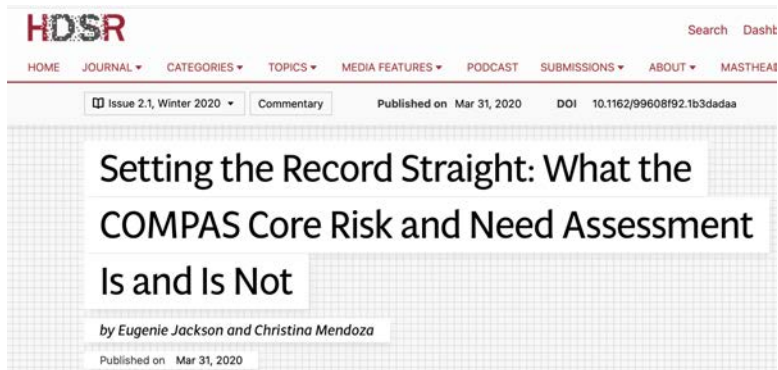 HDSR
Search Dashb
HOME JOURNAL CATEGORIES TOPICS MEDIA FEATURES PODCAST SUBMISSIONS ABOUT MASTHEAD
Issue 2.1, Winter 2020 Commentary Published on Mar 31, 2020 DOI 10.1162/99608f92.1b3dadaa
Setting the Record Straight: What the
COMPAS Core Risk and Need Assessment
Is and Is Not
by Eugenie Jackson and Christina Mendoza
Published on Mar 31, 2020